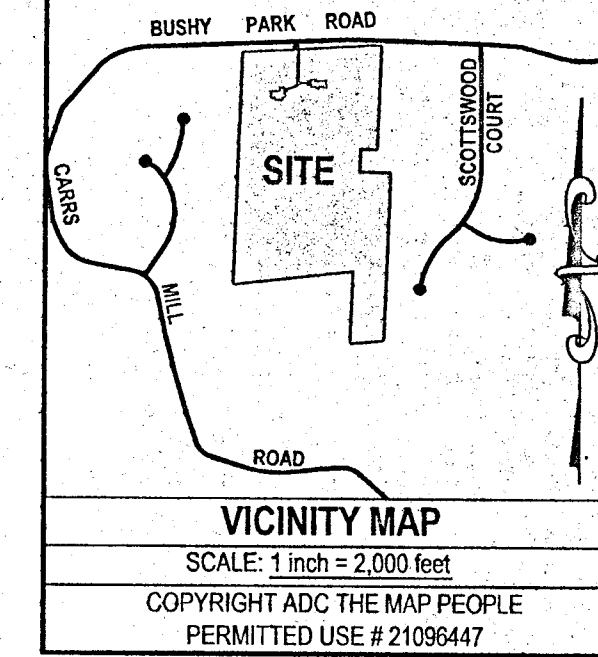 BUSHY PARK ROAD
SCOTTSWOOD
COURT
SITE
CARRS
MILL
ROAD
VICINITY MAP
SCALE: 1 inch = 2,000 feet
COPYRIGHT ADC THE MAP PEOPLE
PERMITTED USE # 21096447